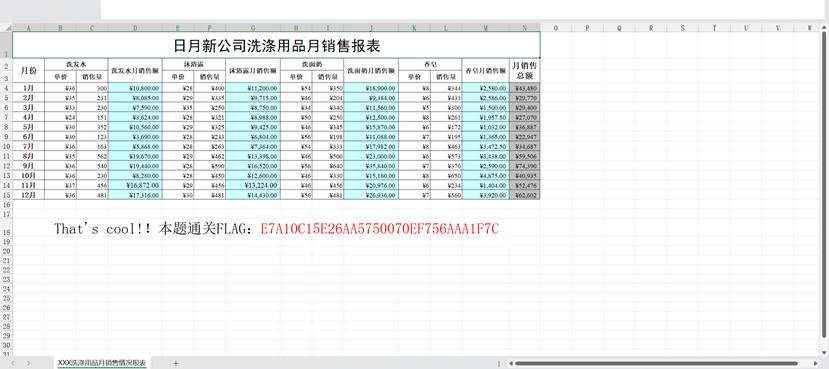 A B C D E F G H I J K L M N O P Q R S T U V W
日月新公司洗涤用品月销售报表
月份 洗发水 洗发水月销售额 沐浴露 沐浴露月销售额 洗面奶 洗面奶月销售额 香皂 香皂月销售额 月销售总额
单价 销售量 单价 销售量 单价 销售量 单价 销售量
1月 ¥36 300 ¥10,800.00 ¥28 ¥400 ¥11,200.00 ¥54 ¥350 ¥18,900.00 ¥8 ¥344 ¥2,580.00 ¥43,480
2月 ¥35 231 ¥8,085.00 ¥29 ¥335 ¥9,715.00 ¥46 ¥204 ¥9,384.00 ¥6 ¥431 ¥2,586.00 ¥29,770
3月 ¥33 230 ¥7,590.00 ¥35 ¥250 ¥8,750.00 ¥34 ¥340 ¥11,560.00 ¥5 ¥300 ¥1,500.00 ¥29,400
4月 ¥24 151 ¥3,624.00 ¥28 ¥321 ¥8,988.00 ¥50 ¥250 ¥12,500.00 ¥8 ¥261 ¥1,957.50 ¥27,070
5月 ¥30 352 ¥10,560.00 ¥29 ¥325 ¥9,425.00 ¥46 ¥345 ¥15,870.00 ¥6 ¥172 ¥1,032.00 ¥36,887
6月 ¥30 123 ¥3,690.00 ¥28 ¥243 ¥6,804.00 ¥56 ¥198 ¥11,088.00 ¥7 ¥195 ¥1,365.00 ¥22,947
7月 ¥36 163 ¥5,868.00 ¥28 ¥263 ¥7,364.00 ¥54 ¥333 ¥17,982.00 ¥8 ¥463 ¥3,472.50 ¥34,687
8月 ¥35 562 ¥19,670.00 ¥29 ¥462 ¥13,398.00 ¥46 ¥500 ¥23,000.00 ¥6 ¥573 ¥3,438.00 ¥59,506
9月 ¥36 540 ¥19,440.00 ¥28 ¥590 ¥16,520.00 ¥56 ¥640 ¥35,840.00 ¥7 ¥370 ¥2,590.00 ¥74,390
10月 ¥36 230 ¥8,280.00 ¥28 ¥450 ¥12,600.00 ¥46 ¥330 ¥15,180.00 ¥8 ¥650 ¥4,875.00 ¥40,935
11月 ¥37 456 ¥16,872.00 ¥29 ¥456 ¥13,224.00 ¥46 ¥456 ¥20,976.00 ¥6 ¥234 ¥1,404.00 ¥52,476
12月 ¥36 481 ¥17,316.00 ¥30 ¥481 ¥14,430.00 ¥56 ¥481 ¥26,936.00 ¥7 ¥560 ¥3,920.00 ¥62,602
That's cool!! 本题通关FLAG：E7A10C15E26AA5750070EF756AAA1F7C
XXX洗涤用品月销售情况报表